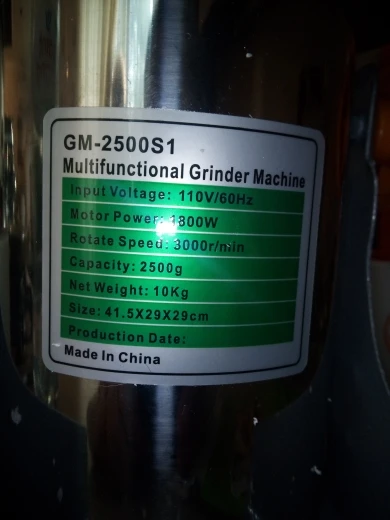 GM-2500S1
Multifunctional Grinder Machine
Input Voltage: 110V/60Hz
Motor Power: 1800W
Rotate Speed: 3000r/min
Capacity: 2500g
Net Weight: 10Kg
Size: 41.5X29X29cm
Production Date:
Made In China